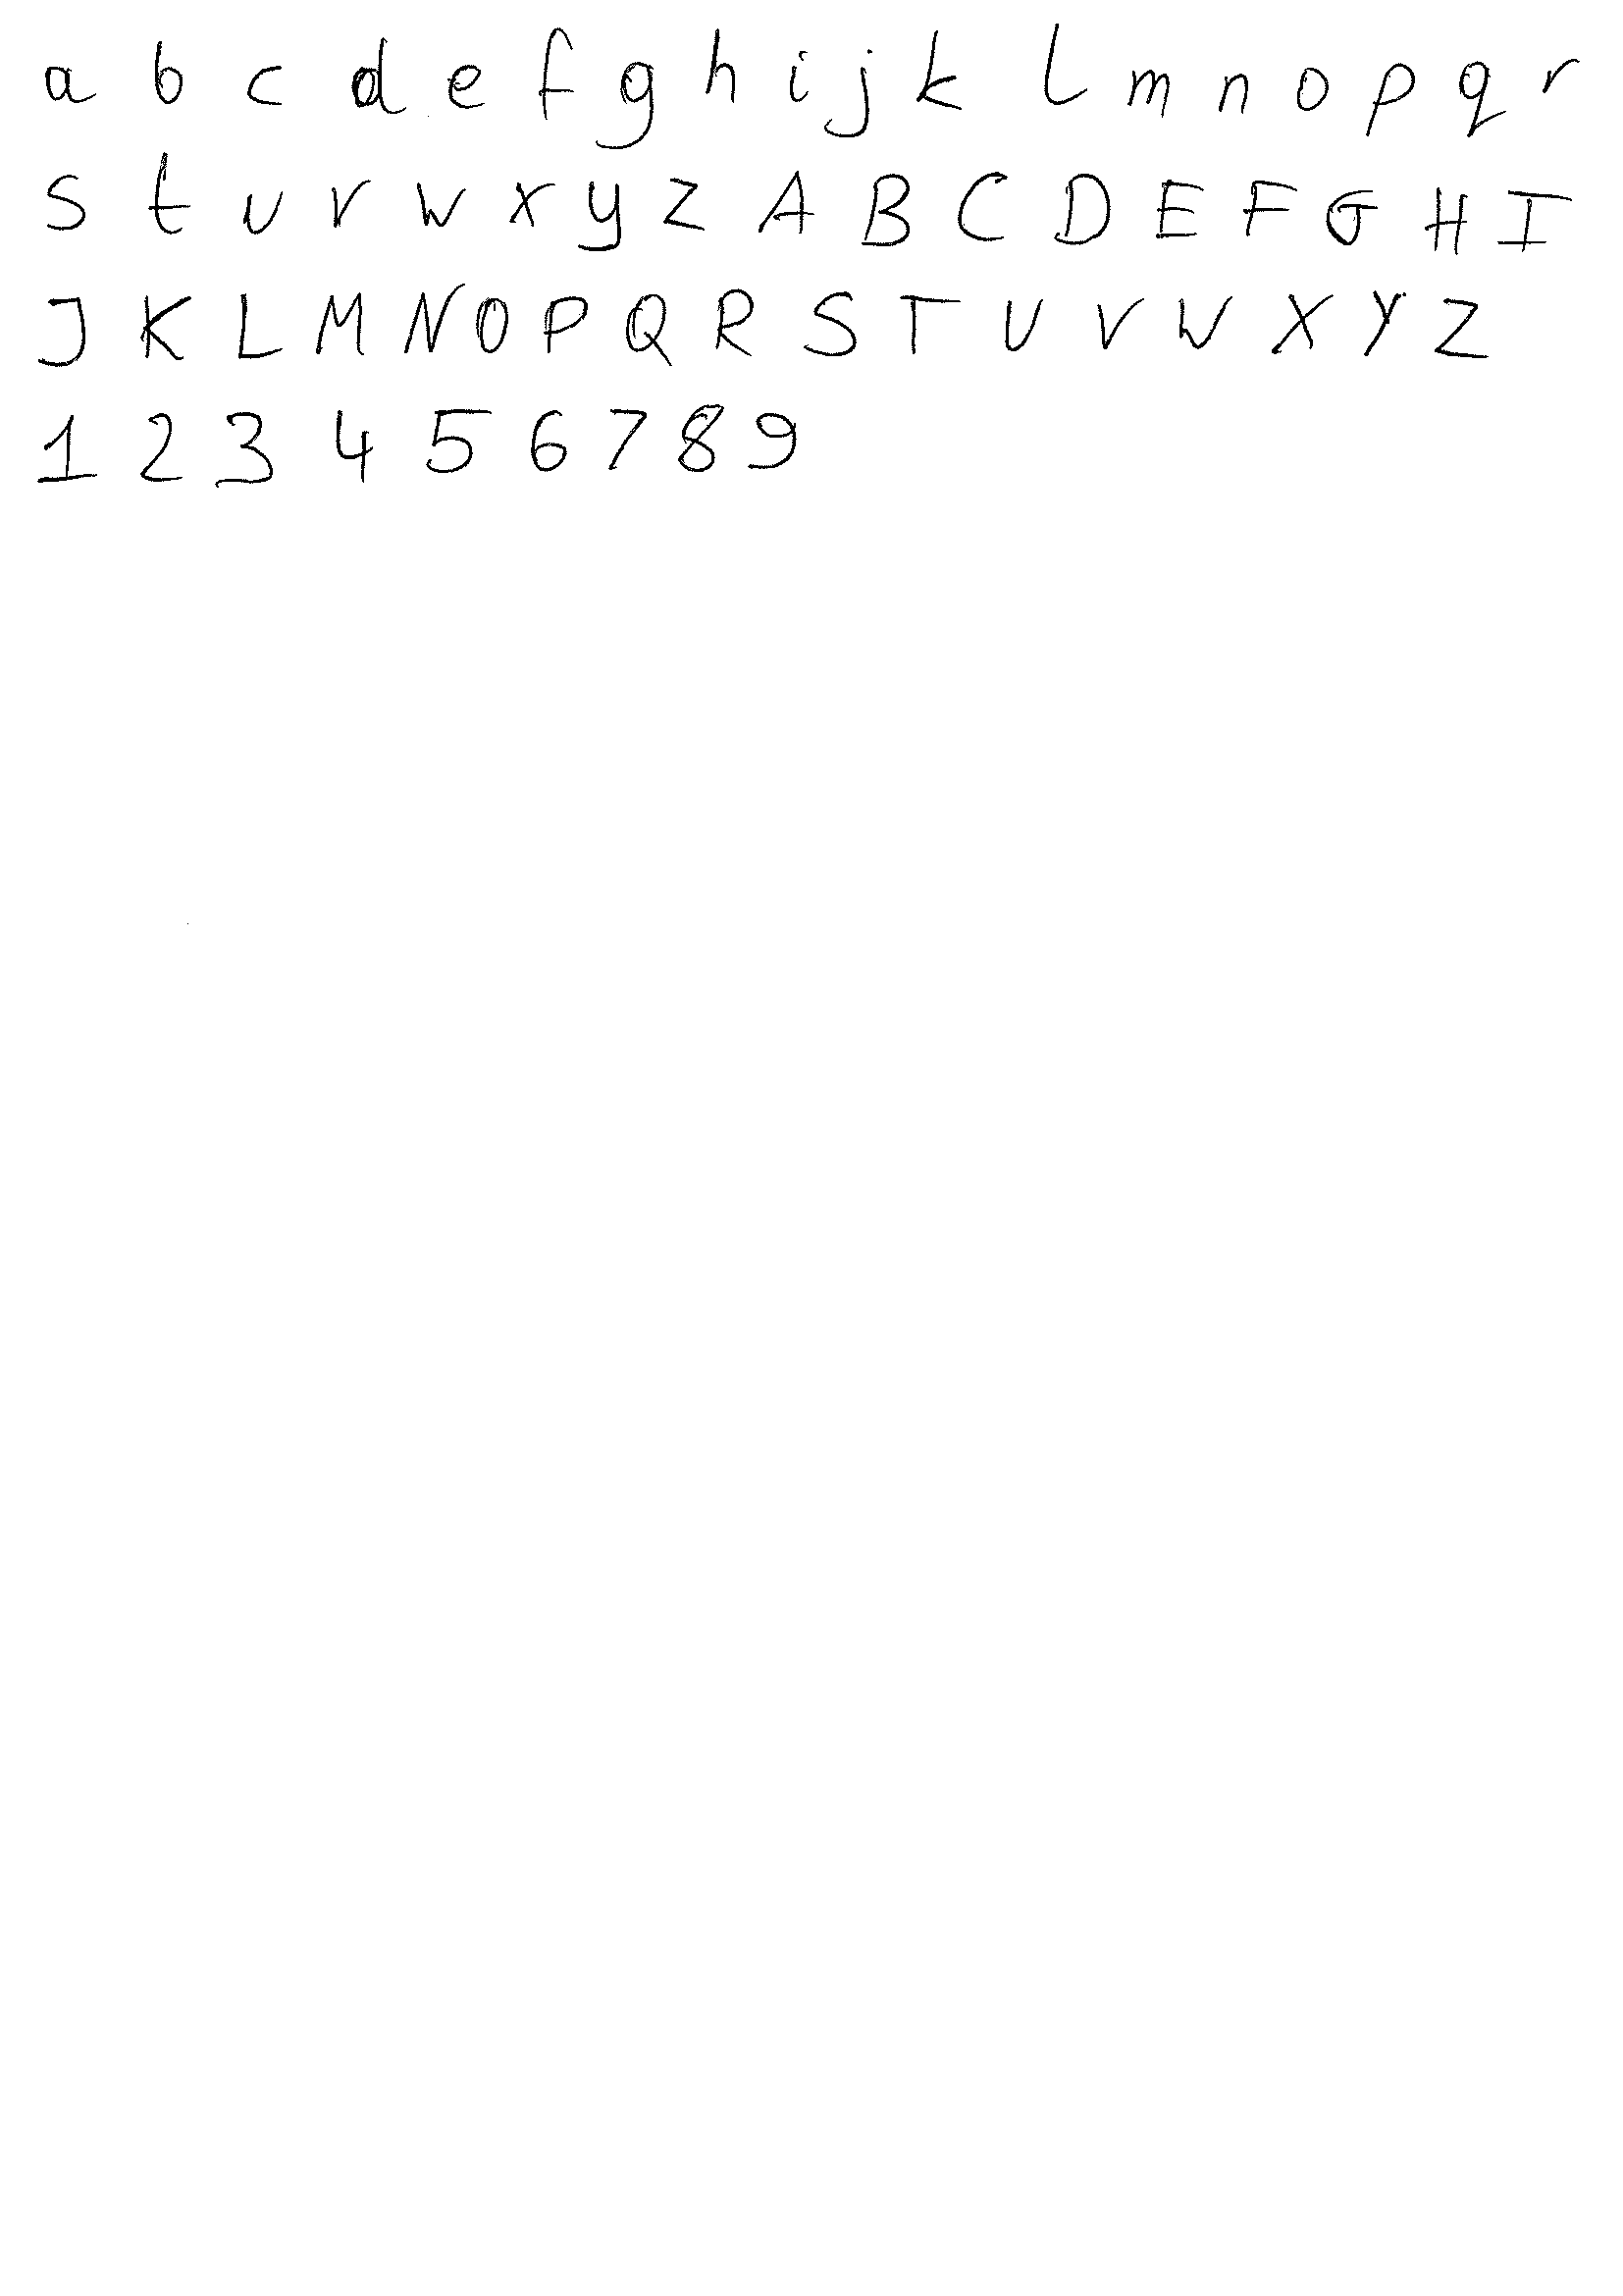 a b c d e f g h i j k l m n o p q r
s t u v w x y z A B C D E F G H I
J K L M N O P Q R S T U V W X Y Z
1 2 3 4 5 6 7 8 9